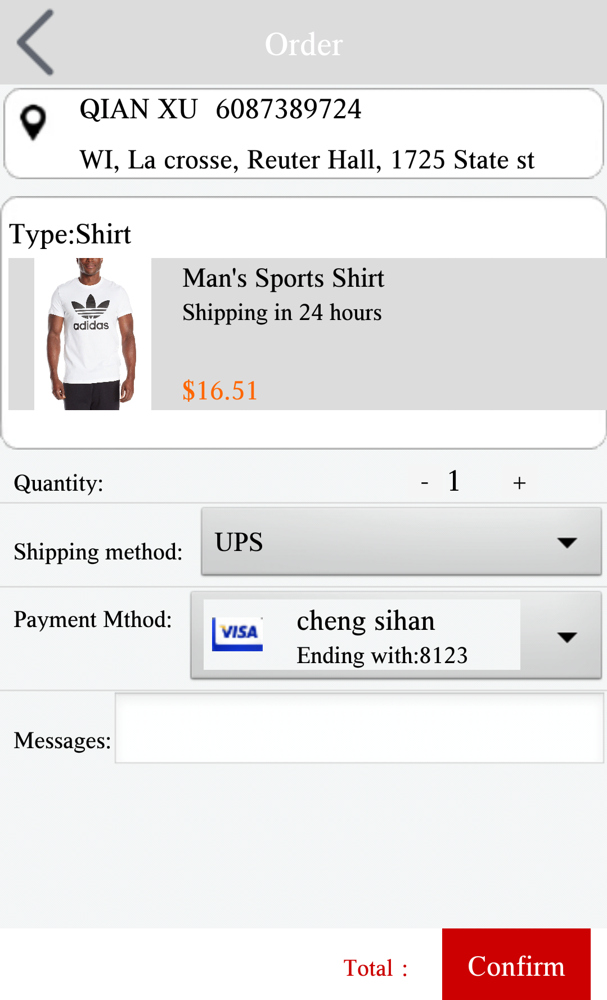 Order
QIAN XU 6087389724
WI, La crosse, Reuter Hall, 1725 State st
Type:Shirt
adidas
Man's Sports Shirt
Shipping in 24 hours
$16.51
Quantity: - 1 +
Shipping method: UPS
Payment Mthod: VISA cheng sihan
Ending with:8123
Messages:
Total : Confirm